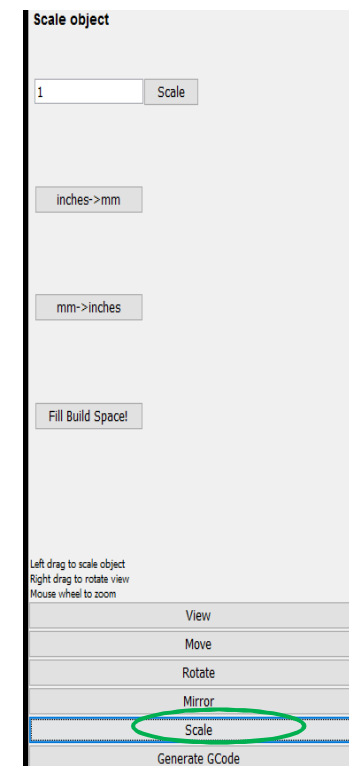 Scale object
1 Scale
inches->mm
mm->inches
Fill Build Space!
Left drag to scale object
Right drag to rotate view
Mouse wheel to zoom
View
Move
Rotate
Mirror
Scale
Generate GCode